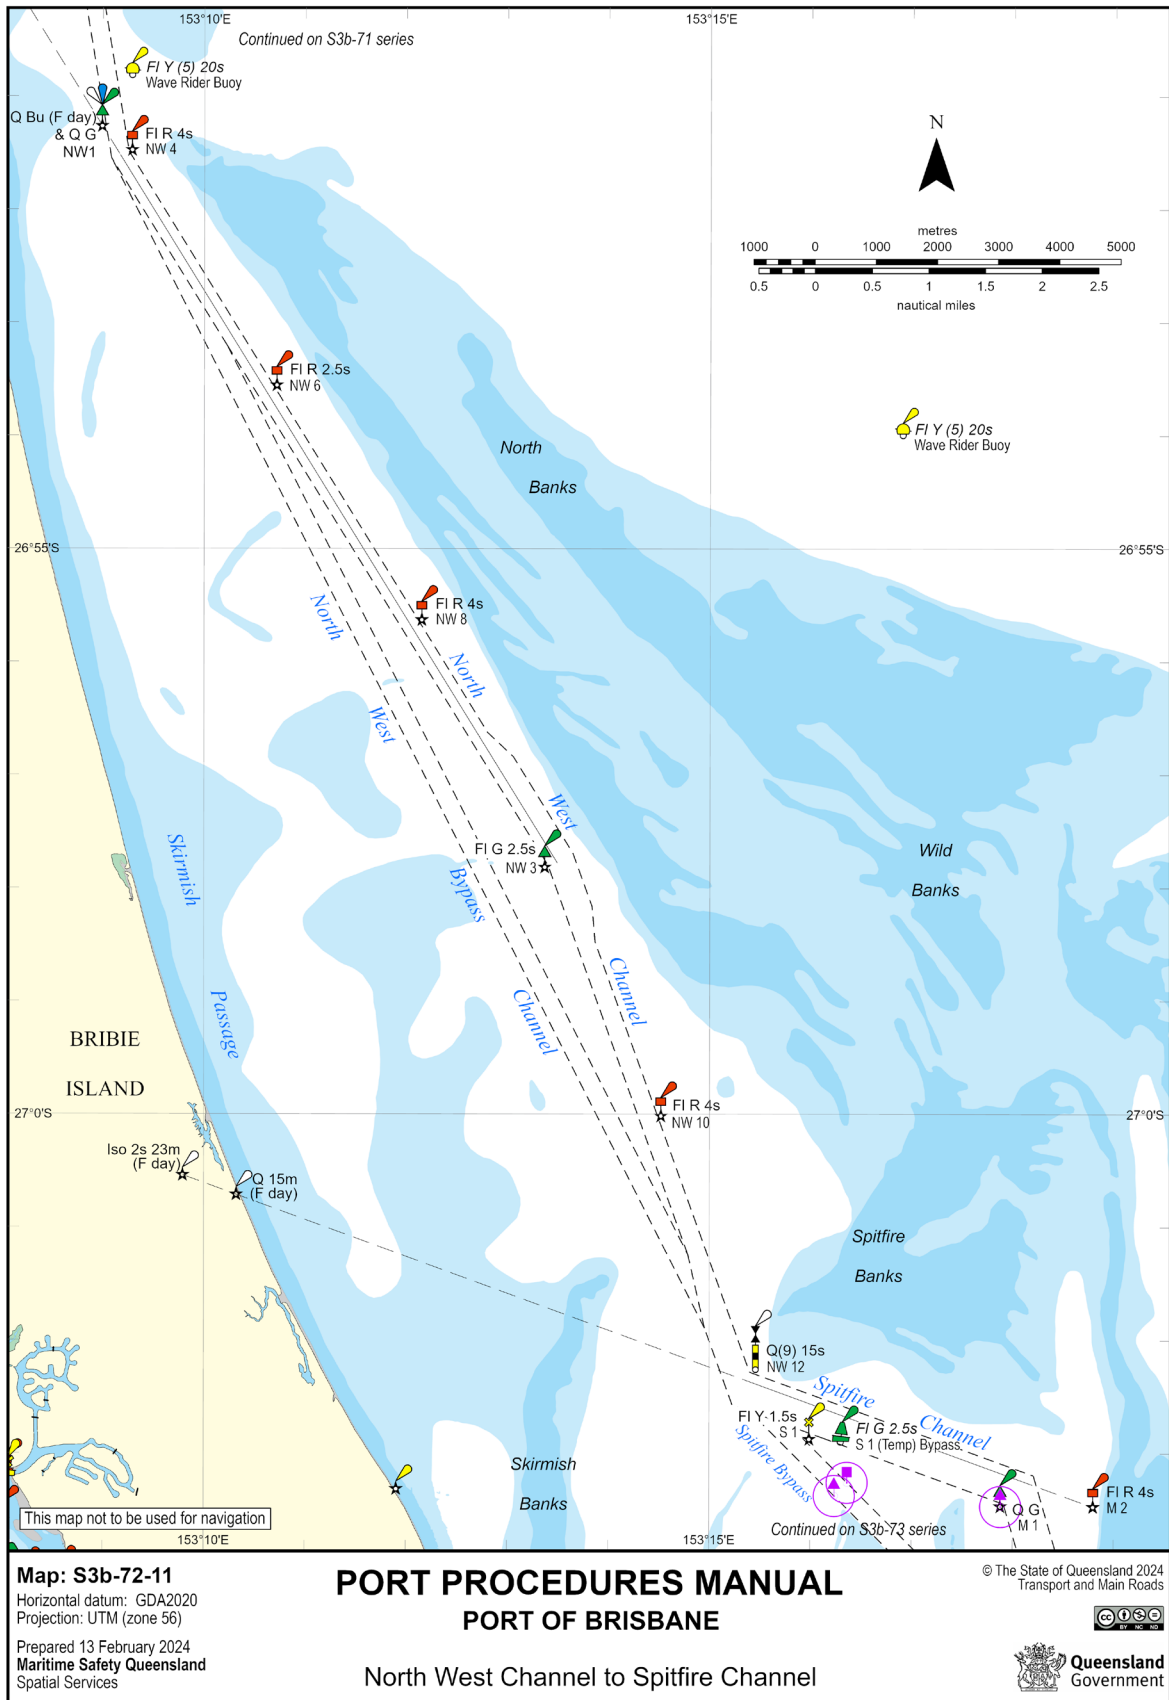 153°10'E
153°15'E
Continued on S3b-71 series
Fl Y (5) 20s
Wave Rider Buoy
Q Bu (F day)
& Q G
NW1
Fl R 4s
NW 4
N
metres
1000 0 1000 2000 3000 4000 5000
0.5 0 0.5 1 1.5 2 2.5
nautical miles
Fl R 2.5s
NW 6
Fl Y (5) 20s
Wave Rider Buoy
North
Banks
26°55'S
26°55'S
North
West
Bypass
Channel
Fl R 4s
NW 8
North
West
Channel
Fl G 2.5s
NW 3
Skirmish
Passage
Wild
Banks
BRIBIE
ISLAND
27°0'S
27°0'S
Fl R 4s
NW 10
Iso 2s 23m
(F day)
Q 15m
(F day)
Spitfire
Banks
Q(9) 15s
NW 12
Spitfire
Channel
Fl Y 1.5s
S 1
Fl G 2.5s
S 1 (Temp) Bypass
Spitfire Bypass
Skirmish
Banks
Q G
M 1
Fl R 4s
M 2
Continued on S3b-73 series
This map not to be used for navigation
153°10'E
153°15'E
Map: S3b-72-11
Horizontal datum: GDA2020
Projection: UTM (zone 56)
Prepared 13 February 2024
Maritime Safety Queensland
Spatial Services
PORT PROCEDURES MANUAL
PORT OF BRISBANE
North West Channel to Spitfire Channel
© The State of Queensland 2024
Transport and Main Roads
cc
BY NC ND
Queensland
Government